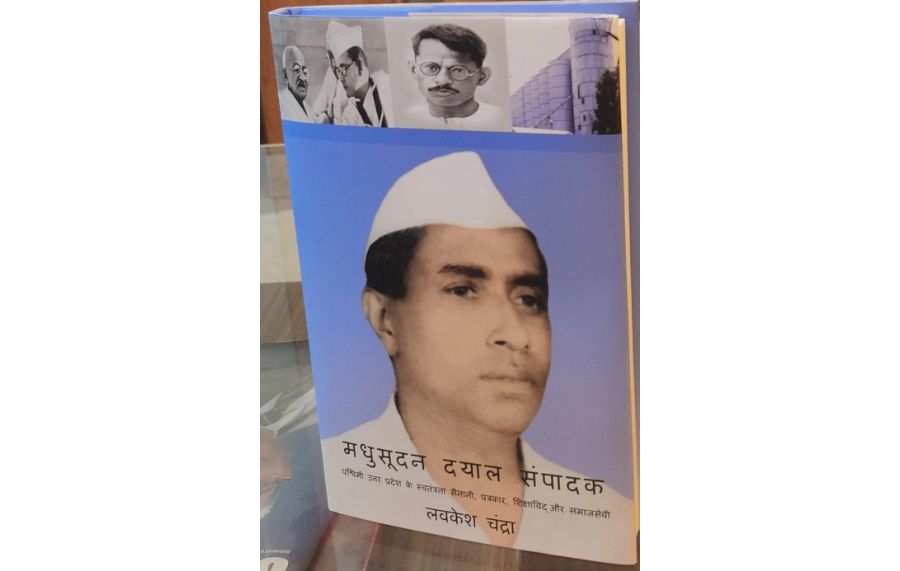 मधुसूदन दयाल संपादक
पश्चिमी उत्तर प्रदेश के स्वतंत्रता सैनानी, पत्रकार, शिक्षाविद् और समाजसेवी
लवकेश चंद्रा